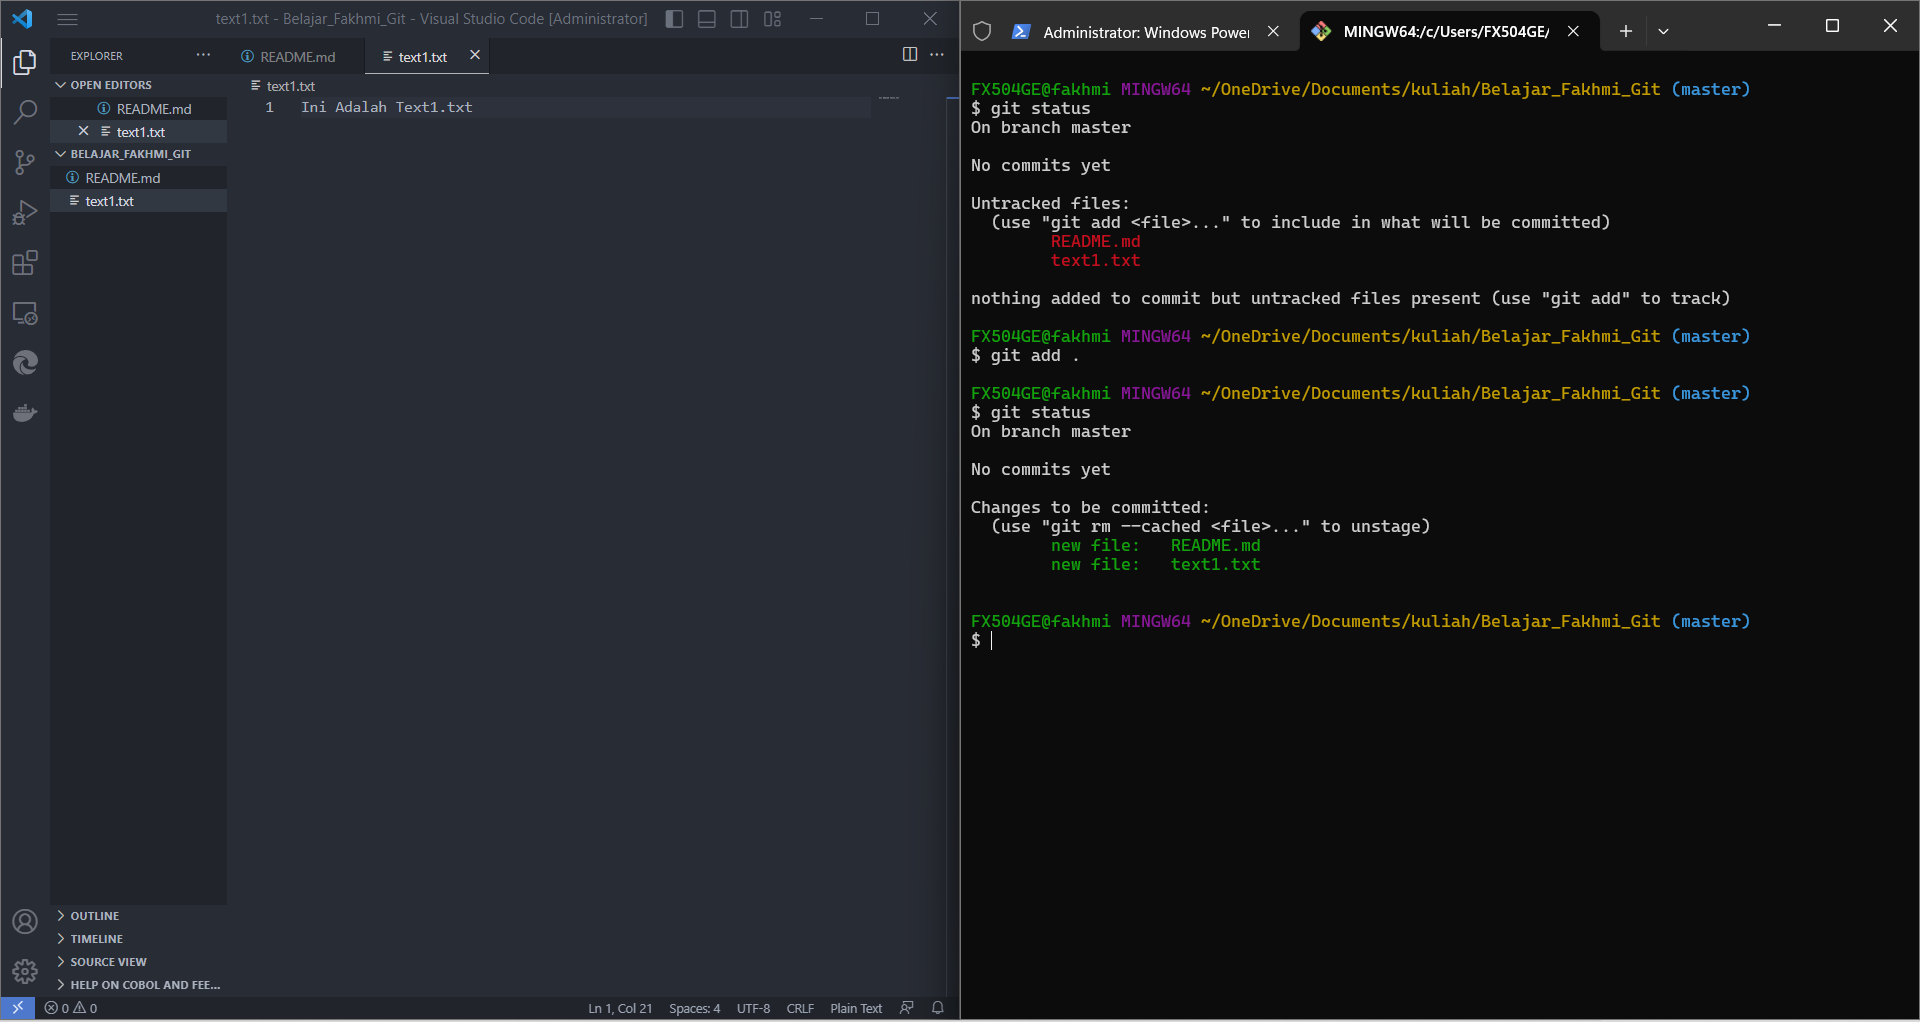 text1.txt - Belajar_Fakhmi_Git - Visual Studio Code [Administrator]
EXPLORER
OPEN EDITORS
README.md
text1.txt
BELAJAR_FAKHMI_GIT
README.md
text1.txt
OUTLINE
TIMELINE
SOURCE VIEW
HELP ON COBOL AND FEE...
README.md
text1.txt
text1.txt
1 Ini Adalah Text1.txt
0 0
Ln 1, Col 21
Spaces: 4
UTF-8
CRLF
Plain Text
Administrator: Windows Power
MINGW64:/c/Users/FX504GE/
FX504GE@fakhmi MINGW64 ~/OneDrive/Documents/kuliah/Belajar_Fakhmi_Git (master)
$ git status
On branch master
No commits yet
Untracked files:
(use "git add <file>..." to include in what will be committed)
README.md
text1.txt
nothing added to commit but untracked files present (use "git add" to track)
FX504GE@fakhmi MINGW64 ~/OneDrive/Documents/kuliah/Belajar_Fakhmi_Git (master)
$ git add .
FX504GE@fakhmi MINGW64 ~/OneDrive/Documents/kuliah/Belajar_Fakhmi_Git (master)
$ git status
On branch master
No commits yet
Changes to be committed:
(use "git rm --cached <file>..." to unstage)
new file: README.md
new file: text1.txt
FX504GE@fakhmi MINGW64 ~/OneDrive/Documents/kuliah/Belajar_Fakhmi_Git (master)
$